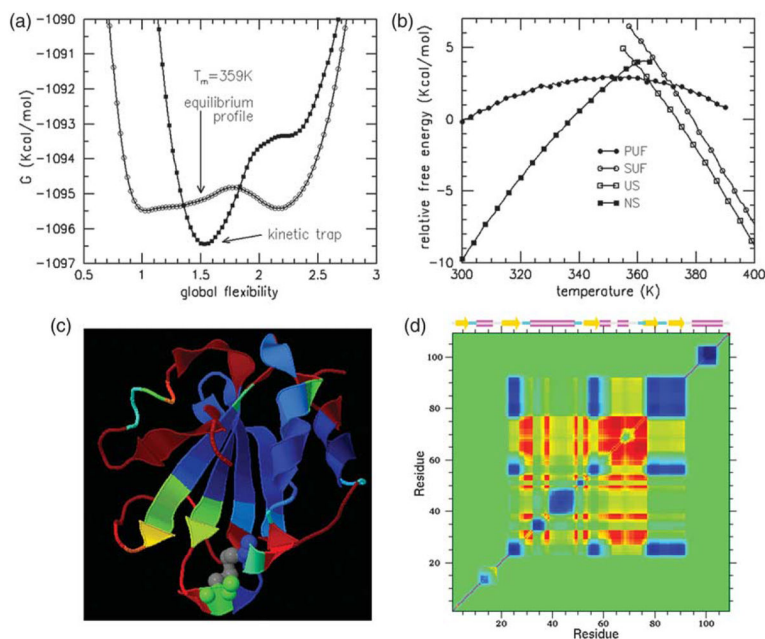 (a)
-1090
-1091
-1092
-1093
-1094
-1095
-1096
-1097
G (Kcal/mol)
Tm=359K
equilibrium
profile
kinetic trap
0.5 1 1.5 2 2.5 3
global flexibility
(b)
5
0
-5
-10
relative free energy (Kcal/mol)
PUF
SUF
US
NS
300 320 340 360 380 400
temperature (K)
(c)
(d)
100
80
60
40
20
Residue
20 40 60 80 100
Residue